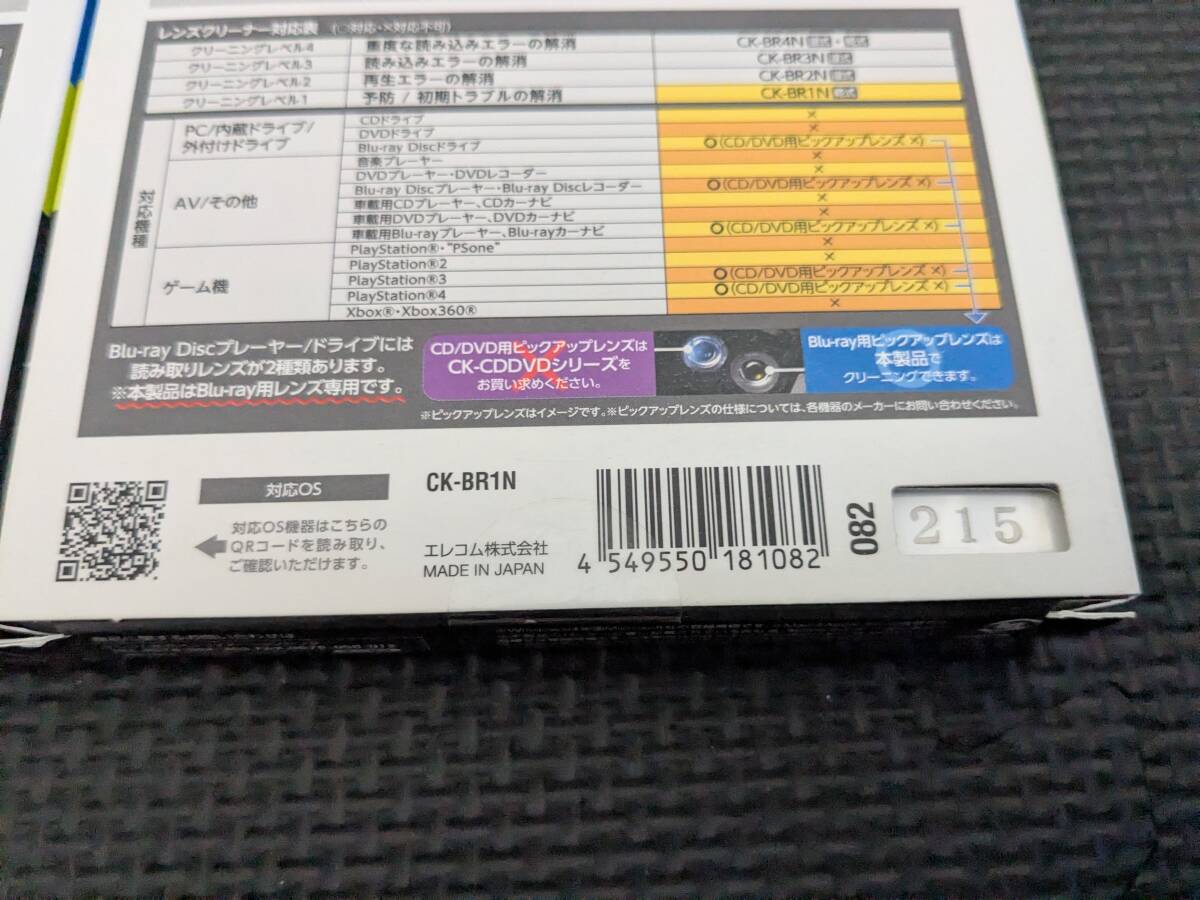 レンズクリーナー対応表 (○対応・×対応不可)
クリーニングレベル4 重度な読み込みエラーの解消 CK-BR4N 湿式・乾式
クリーニングレベル3 読み込みエラーの解消 CK-BR3N 湿式
クリーニングレベル2 再生エラーの解消 CK-BR2N 湿式
クリーニングレベル1 予防 / 初期トラブルの解消 CK-BR1N 乾式
対応機種
PC/内蔵ドライブ/
外付けドライブ
CDドライブ ×
DVDドライブ ×
Blu-ray Discドライブ ○(CD/DVD用ピックアップレンズ ×)
AV/その他
音楽プレーヤー ×
DVDプレーヤー・DVDレコーダー ×
Blu-ray Discプレーヤー・Blu-ray Discレコーダー ○(CD/DVD用ピックアップレンズ ×)
車載用CDプレーヤー、CDカーナビ ×
車載用DVDプレーヤー、DVDカーナビ ×
車載用Blu-rayプレーヤー、Blu-rayカーナビ ○(CD/DVD用ピックアップレンズ ×)
ゲーム機
PlayStation®・"PSone" ×
PlayStation®2 ×
PlayStation®3 ○(CD/DVD用ピックアップレンズ ×)
PlayStation®4 ○(CD/DVD用ピックアップレンズ ×)
Xbox®・Xbox360® ×
Blu-ray Discプレーヤー/ドライブには
読み取りレンズが2種類あります。
※本製品はBlu-ray用レンズ専用です。
CD/DVD用ピックアップレンズは
CK-CDDVDシリーズを
お買い求めください。
Blu-ray用ピックアップレンズは
本製品で
クリーニングできます。
※ピックアップレンズはイメージです。※ピックアップレンズの仕様については、各機器のメーカーにお問い合わせください。
対応OS
対応OS機器はこちらの
QRコードを読み取り、
ご確認いただけます。
CK-BR1N
エレコム株式会社
MADE IN JAPAN
4 549550 181082
082
215